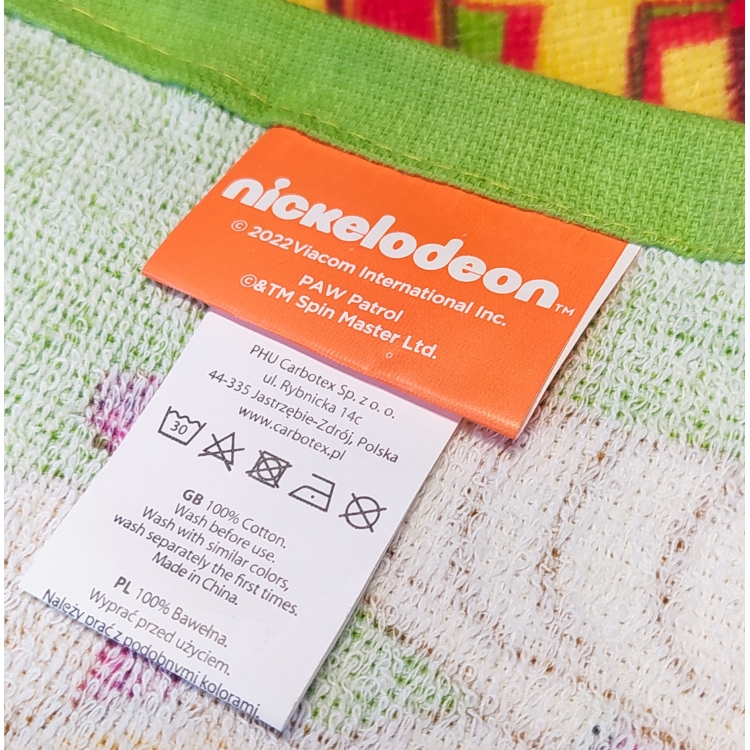 nickelodeon™
© 2022 Viacom International Inc.
PAW Patrol
©&TM Spin Master Ltd.
PHU Carbotex Sp. z o. o.
ul. Rybnicka 14c
44-335 Jastrzębie-Zdrój, Polska
www.carbotex.pl
30
GB 100% Cotton.
Wash before use.
Wash with similar colors,
wash separately the first times.
Made in China.
PL 100% Bawełna.
Wyprać przed użyciem.
Należy prać z podobnymi kolorami.